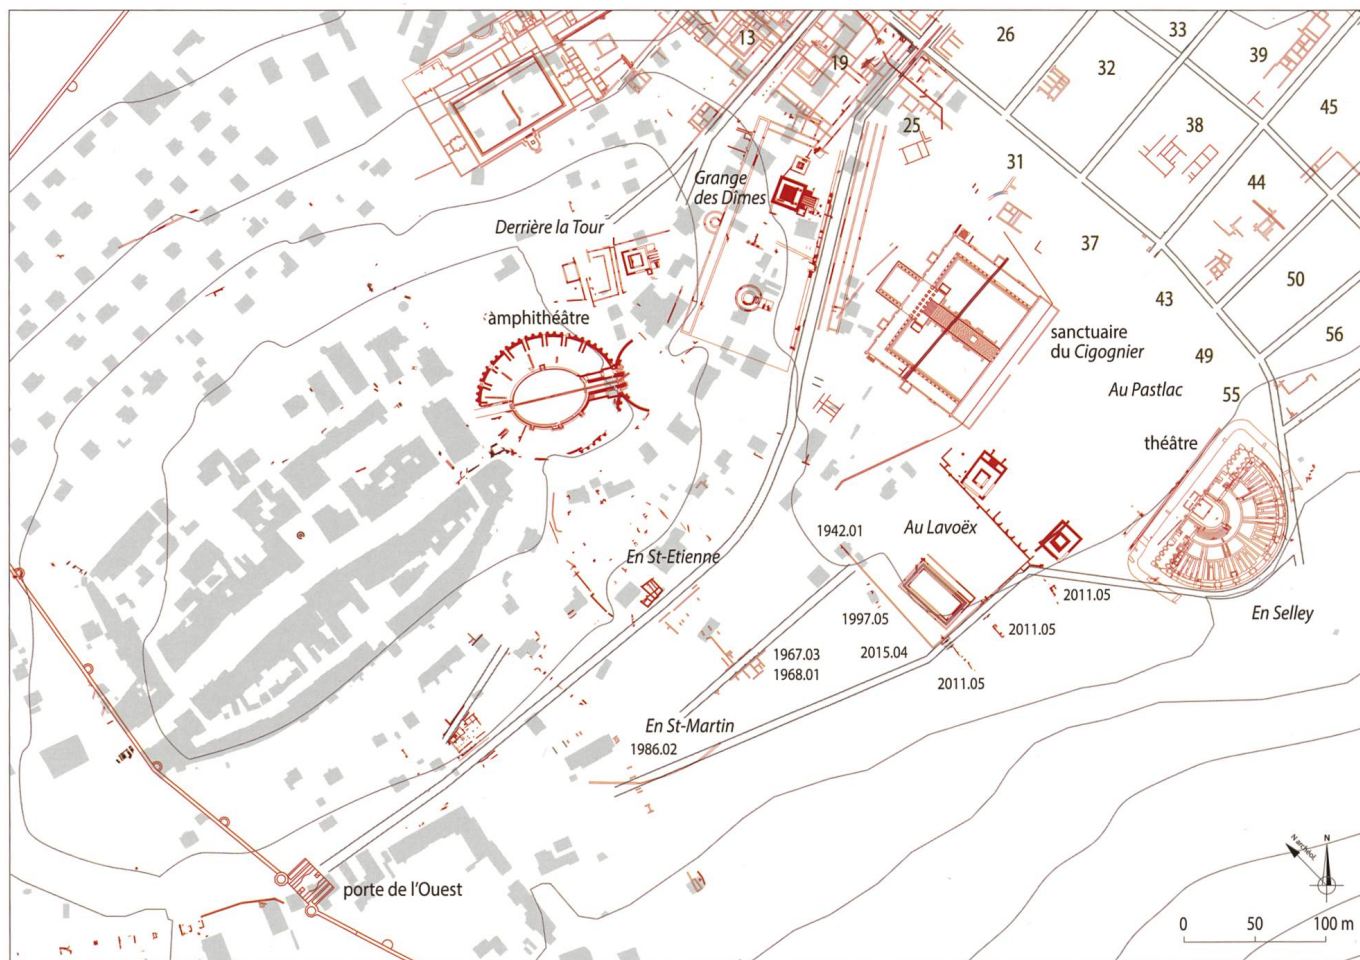 13
19
26
33
32
39
45
38
25
31
44
37
50
43
49
56
55
Grange
des Dîmes
Derrière la Tour
amphithéâtre
sanctuaire
du Cigognier
Au Pastlac
théâtre
1942.01
Au Lavoëx
En St-Etienne
1997.05
2011.05
En Selley
2011.05
1967.03
1968.01
2015.04
2011.05
En St-Martin
1986.02
porte de l'Ouest
N archéol.
N
0 50 100 m